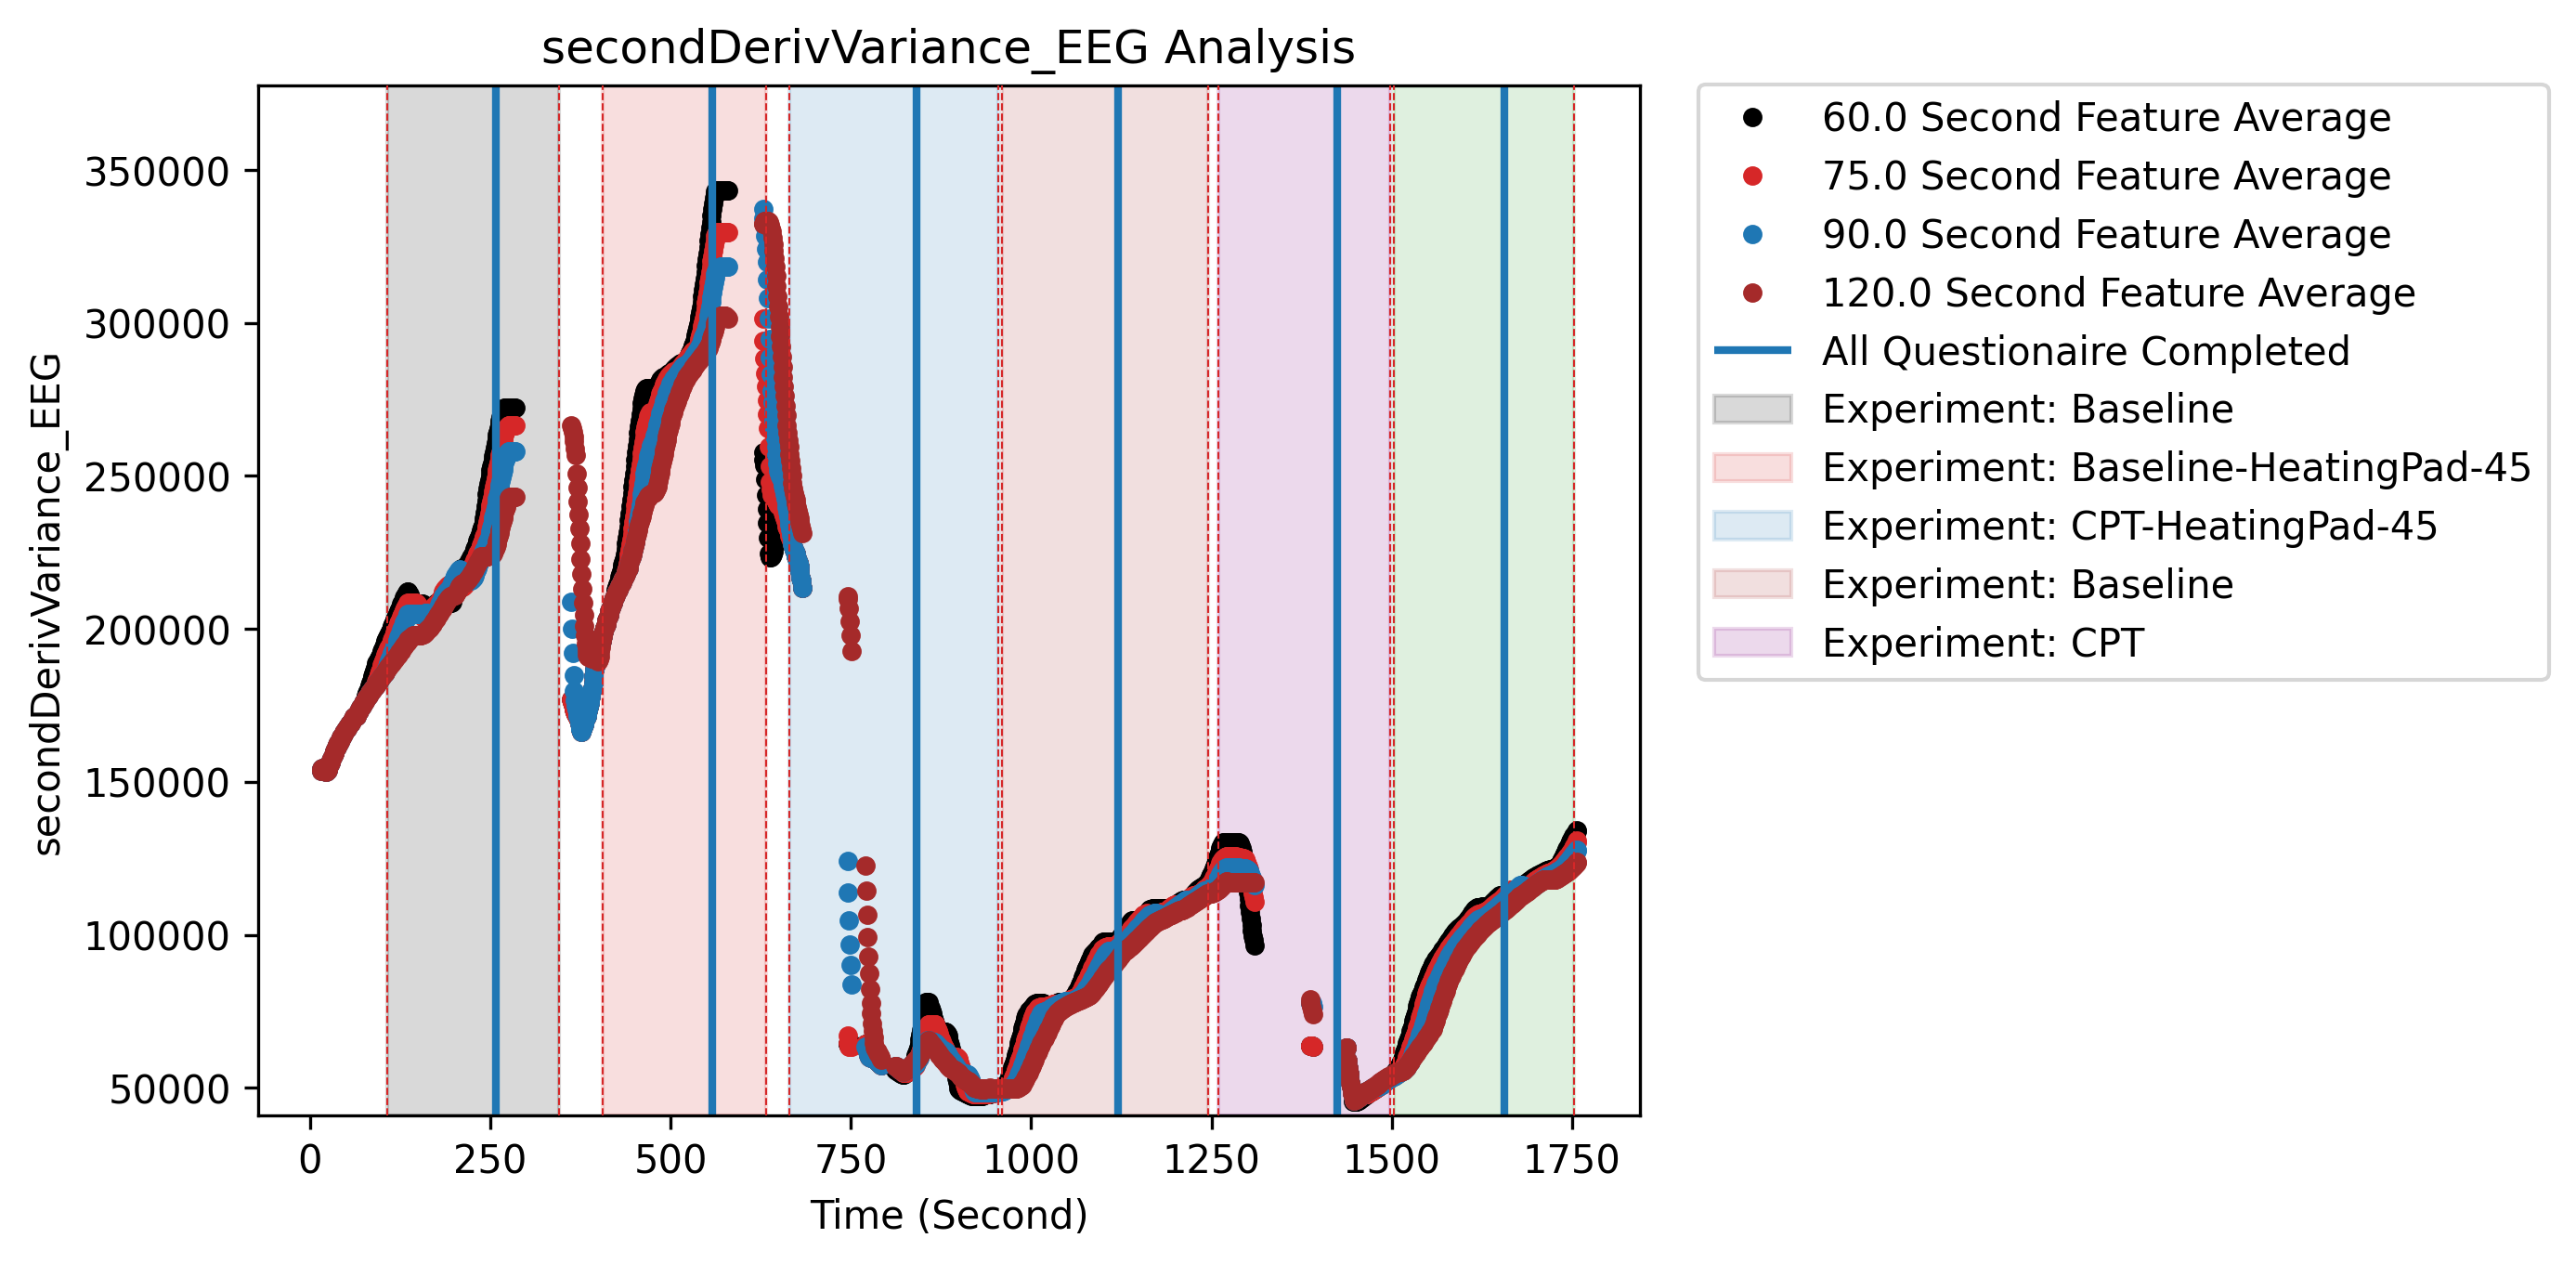 secondDerivVariance_EEG Analysis
secondDerivVariance_EEG
350000
300000
250000
200000
150000
100000
50000
0 250 500 750 1000 1250 1500 1750
Time (Second)
60.0 Second Feature Average
75.0 Second Feature Average
90.0 Second Feature Average
120.0 Second Feature Average
All Questionaire Completed
Experiment: Baseline
Experiment: Baseline-HeatingPad-45
Experiment: CPT-HeatingPad-45
Experiment: Baseline
Experiment: CPT